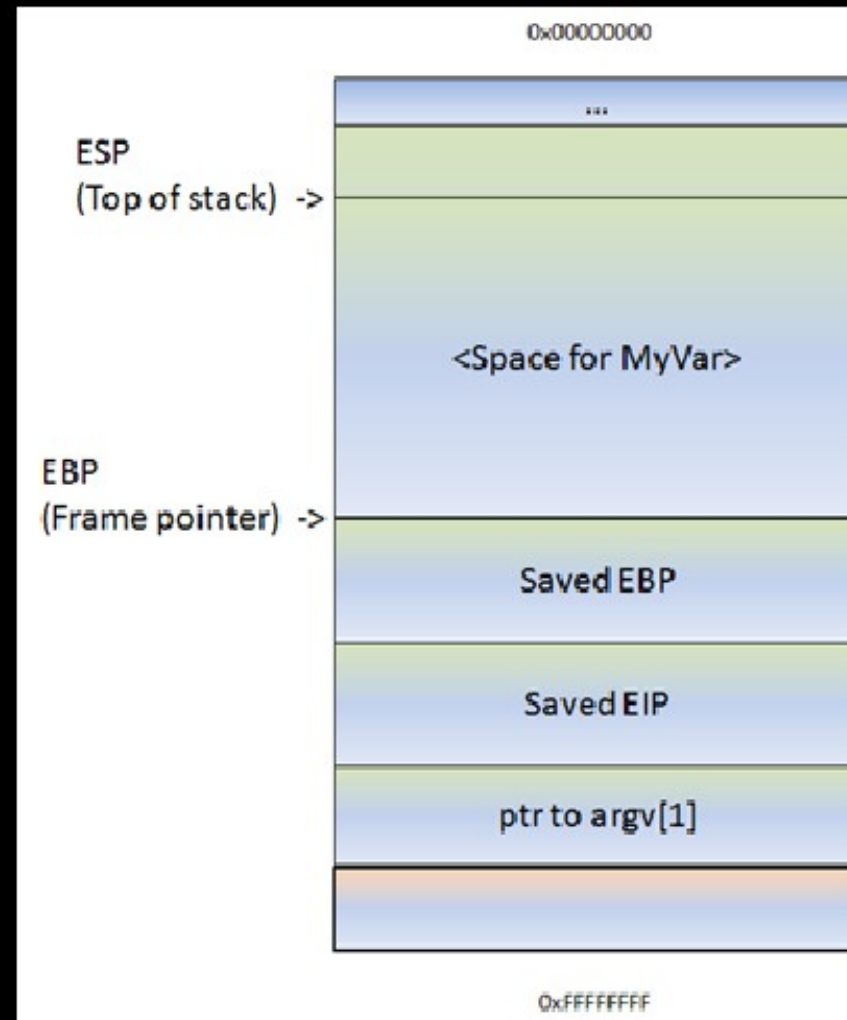 0x00000000
...
ESP
(Top of stack) ->
<Space for MyVar>
EBP
(Frame pointer) ->
Saved EBP
Saved EIP
ptr to argv[1]
0xFFFFFFFF